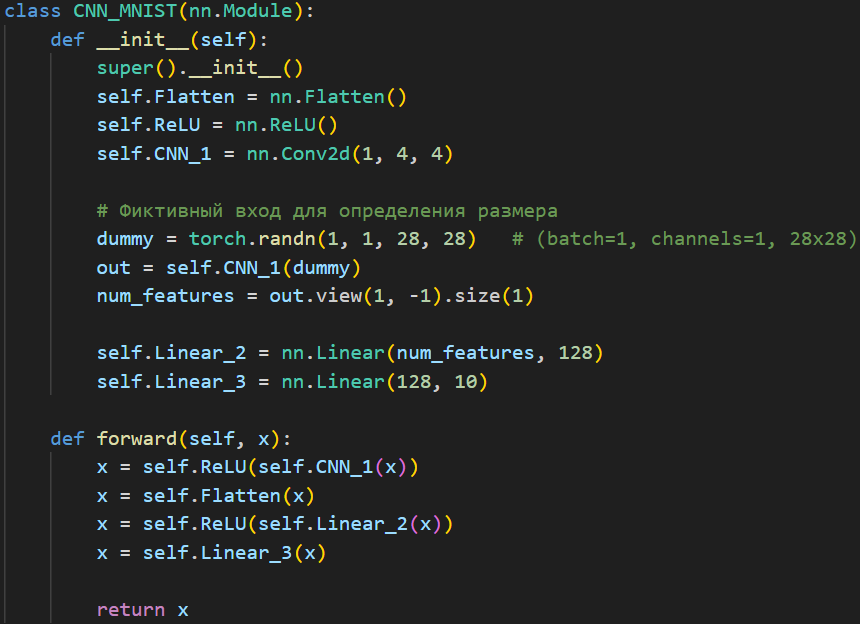 class CNN_MNIST(nn.Module):
    def __init__(self):
        super().__init__()
        self.Flatten = nn.Flatten()
        self.ReLU = nn.ReLU()
        self.CNN_1 = nn.Conv2d(1, 4, 4)

        # Фиктивный вход для определения размера
        dummy = torch.randn(1, 1, 28, 28)   # (batch=1, channels=1, 28x28)
        out = self.CNN_1(dummy)
        num_features = out.view(1, -1).size(1)

        self.Linear_2 = nn.Linear(num_features, 128)
        self.Linear_3 = nn.Linear(128, 10)

    def forward(self, x):
        x = self.ReLU(self.CNN_1(x))
        x = self.Flatten(x)
        x = self.ReLU(self.Linear_2(x))
        x = self.Linear_3(x)

        return x